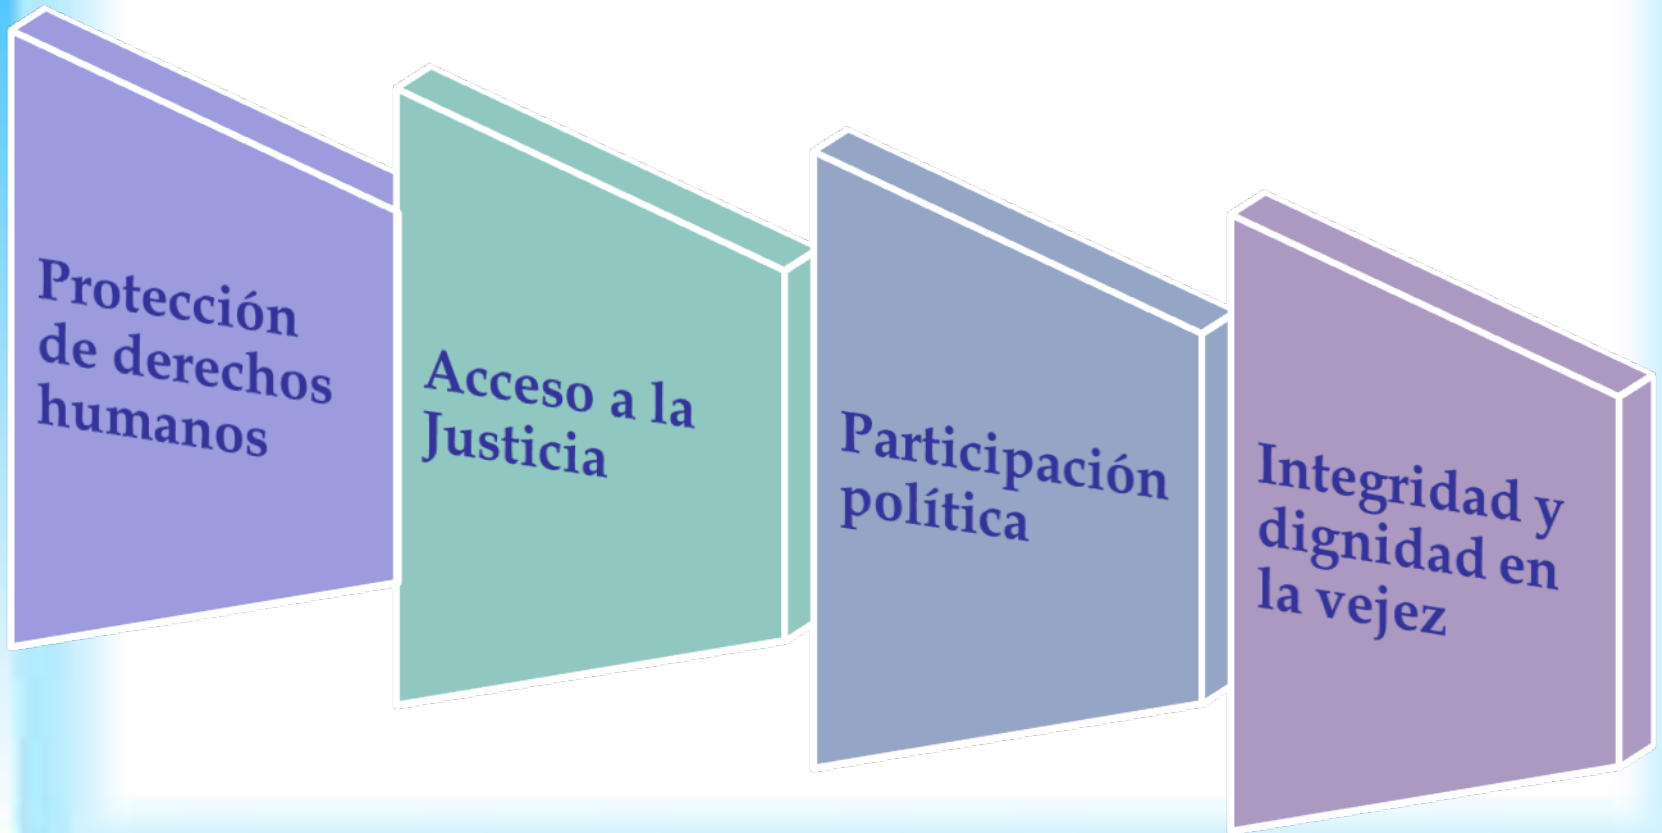 Protección
de derechos
humanos
Acceso a la
Justicia
Participación
política
Integridad y
dignidad en
la vejez